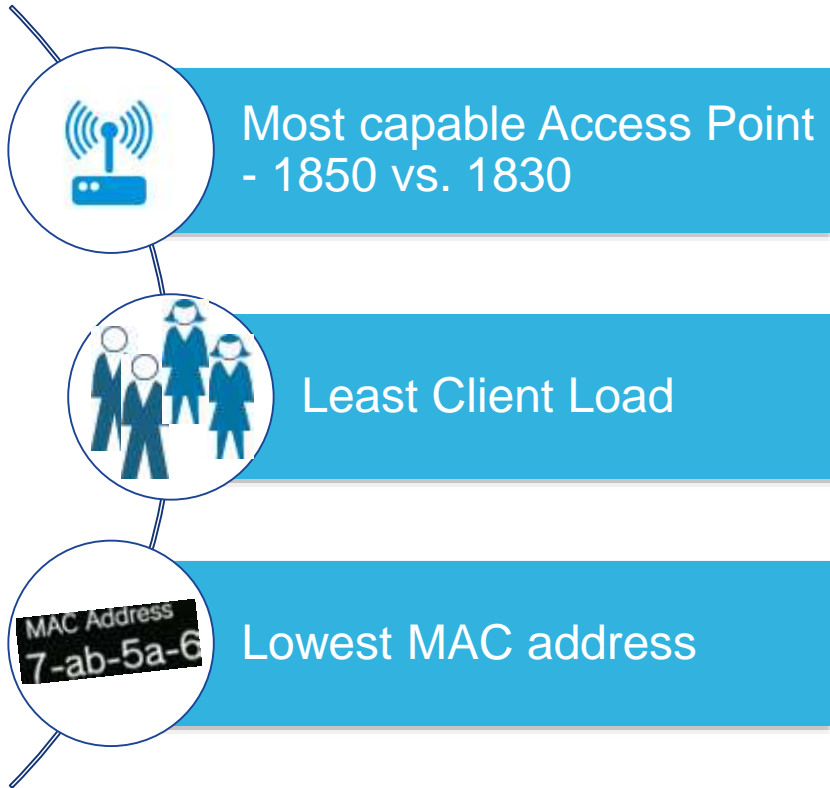 Most capable Access Point
- 1850 vs. 1830
Least Client Load
MAC Address
7-ab-5a-6
Lowest MAC address